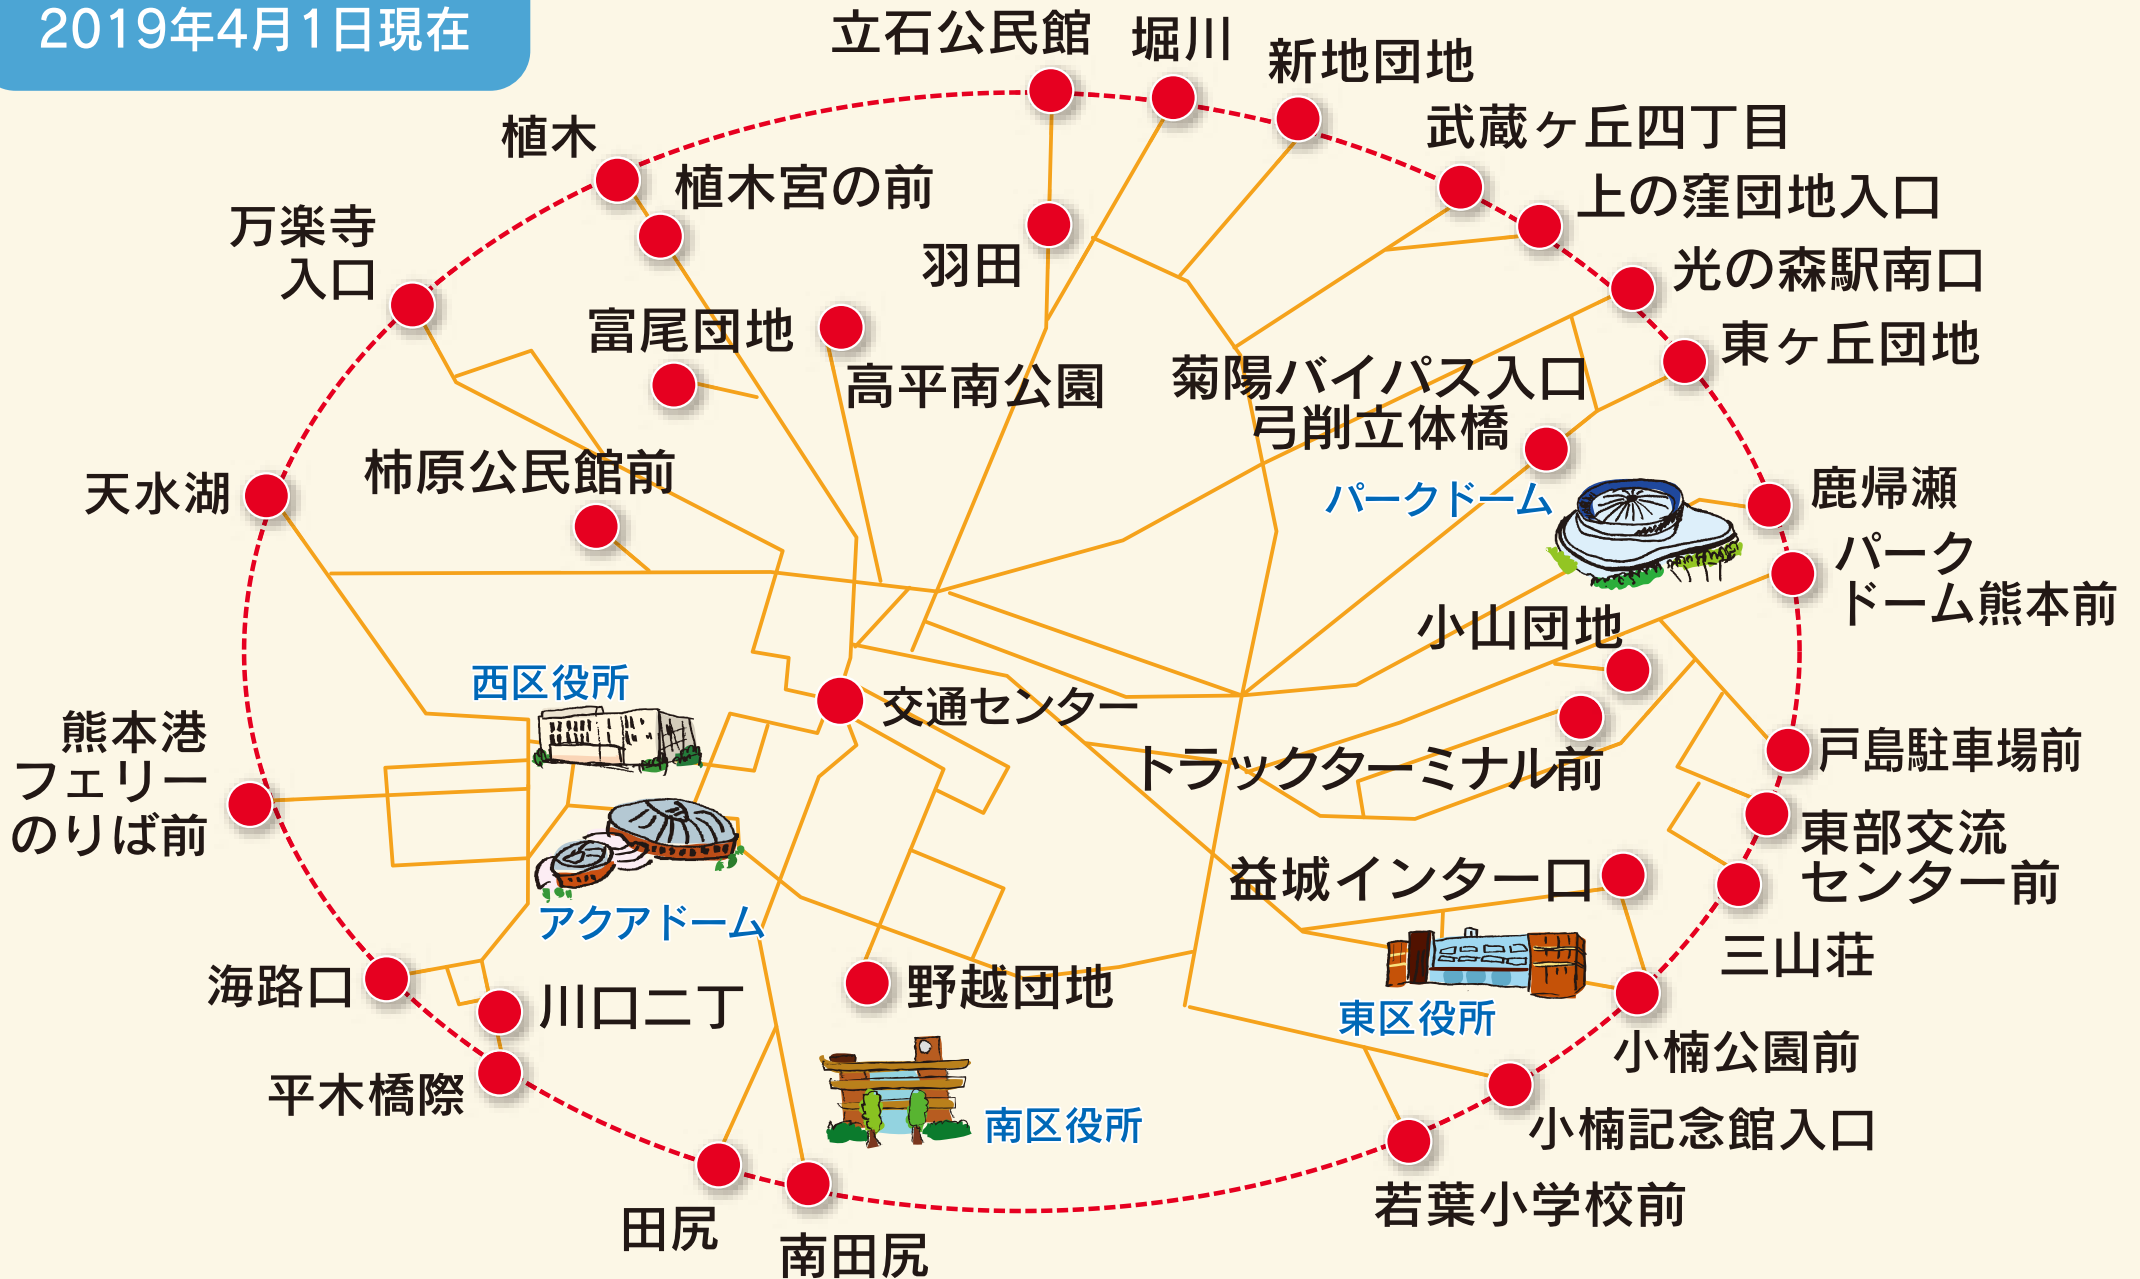 2019年4月1日現在
立石公民館
堀川
新地団地
武蔵ヶ丘四丁目
植木
植木宮の前
上の窪団地入口
万楽寺
入口
羽田
光の森駅南口
富尾団地
高平南公園
東ヶ丘団地
菊陽バイパス入口
弓削立体橋
柿原公民館前
天水湖
パークドーム
鹿帰瀬
パーク
ドーム熊本前
小山団地
西区役所
交通センター
熊本港
フェリー
のりば前
トラックターミナル前
戸島駐車場前
東部交流
センター前
益城インター口
アクアドーム
三山荘
海路口
川口二丁
野越団地
東区役所
小楠公園前
平木橋際
南区役所
小楠記念館入口
若葉小学校前
田尻
南田尻